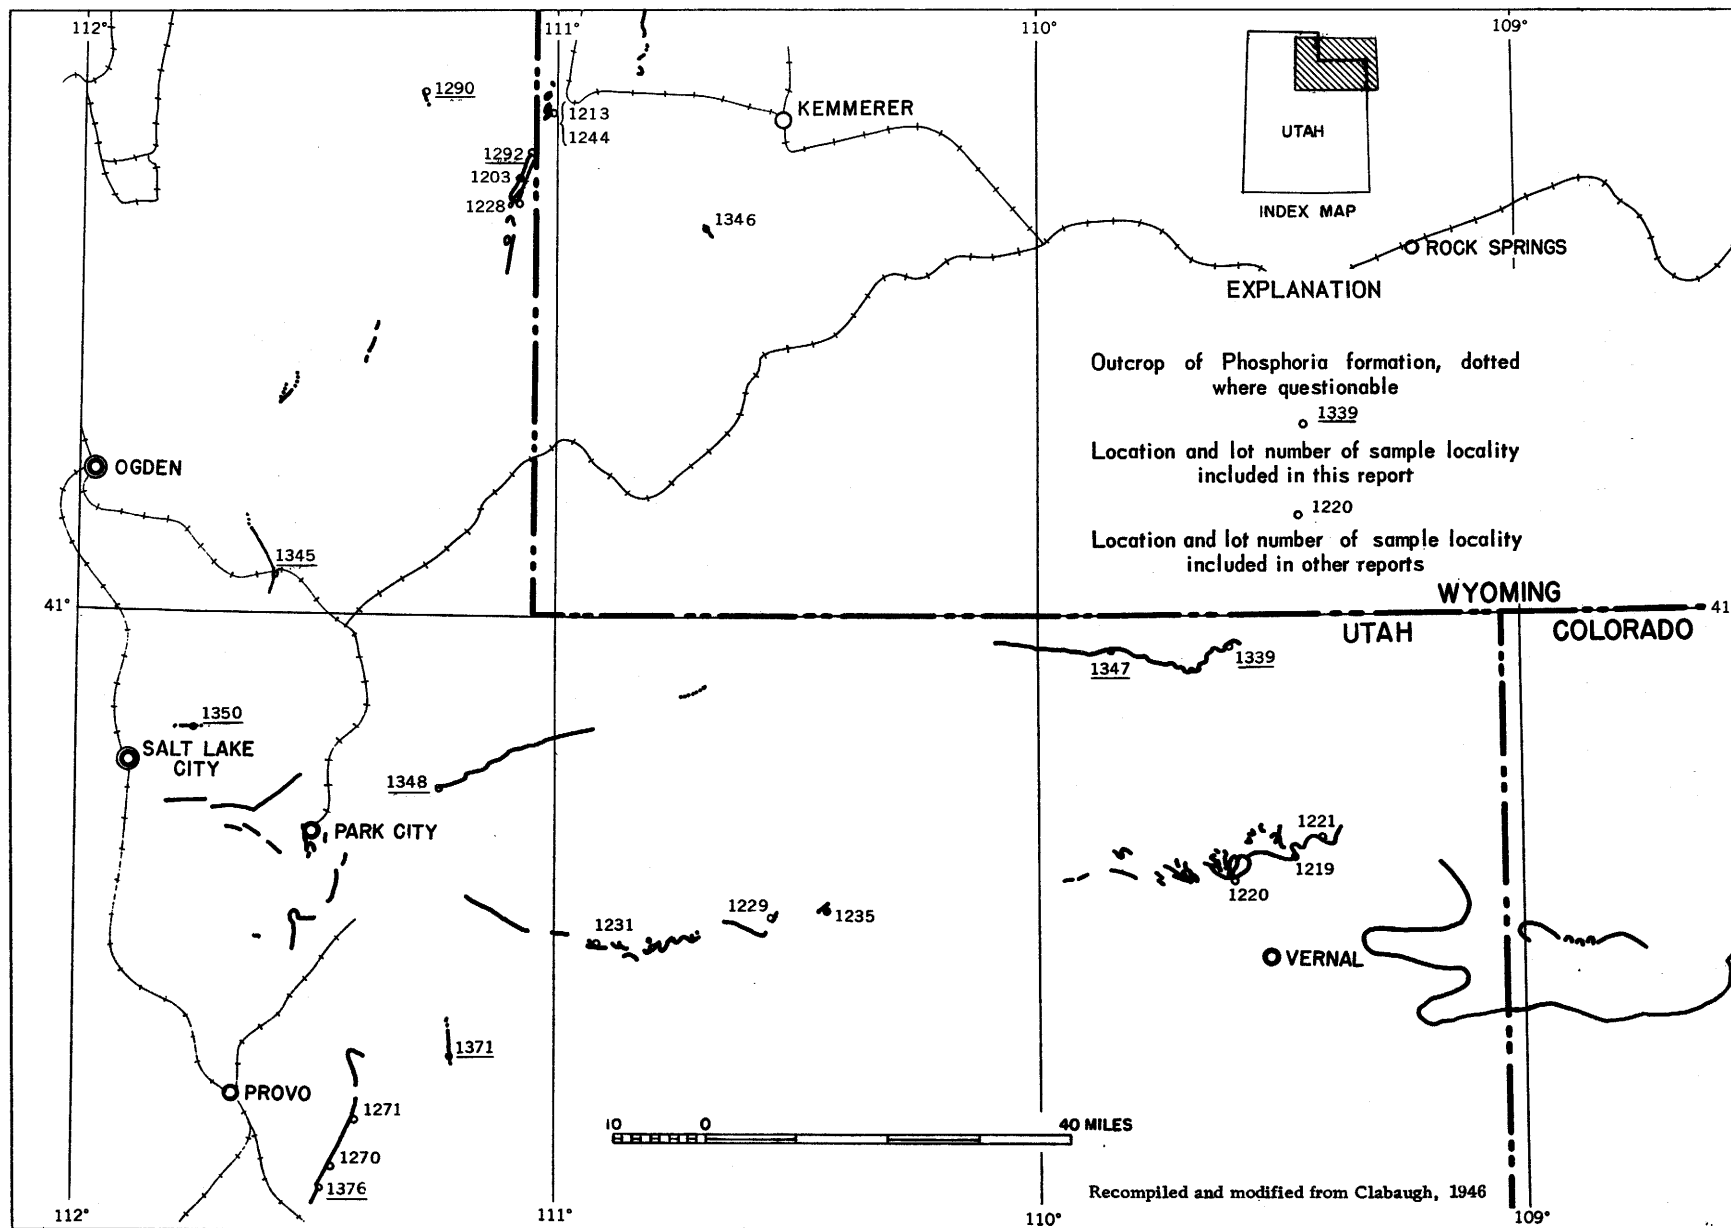 112°
111°
110°
109°
1290
1213
1244
KEMMERER
1292
1203
1228
1346
UTAH
INDEX MAP
ROCK SPRINGS
EXPLANATION
Outcrop of Phosphoria formation, dotted
where questionable
1339
Location and lot number of sample locality
included in this report
1220
Location and lot number of sample locality
included in other reports
OGDEN
1345
41°
WYOMING
41
UTAH
COLORADO
1347
1339
1350
SALT LAKE
CITY
1348
PARK CITY
1221
1219
1220
1229
1235
1231
VERNAL
1371
PROVO
1271
10
0
40 MILES
1270
1376
Recompiled and modified from Clabaugh, 1946
112°
111°
110°
109°